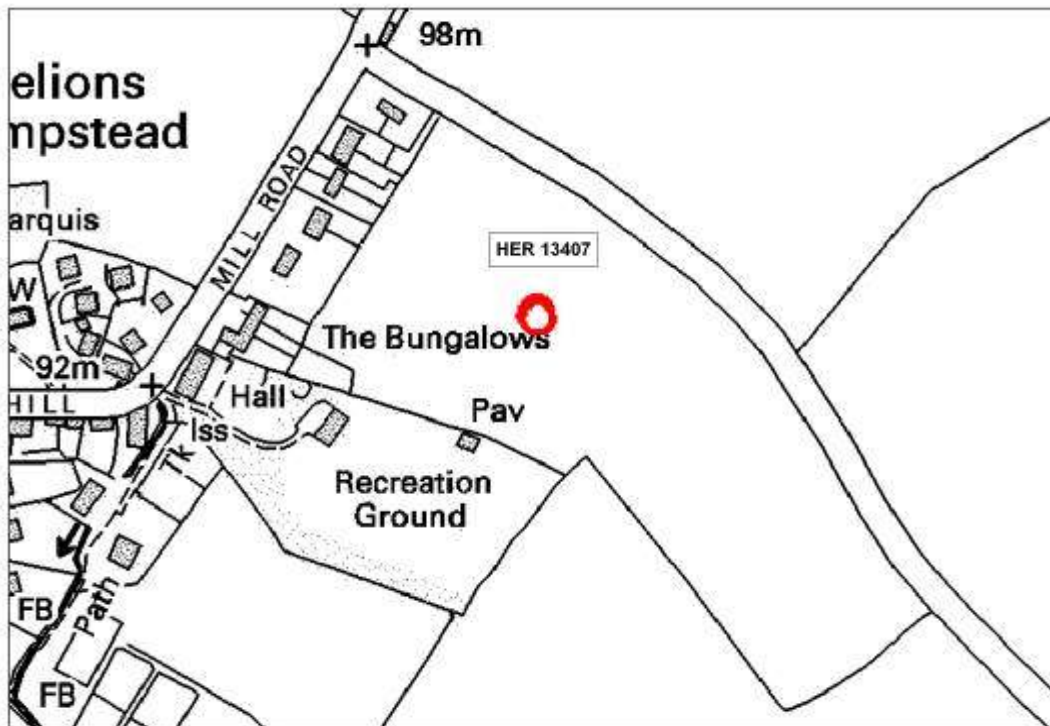 98m
elions
mpstead
MILL ROAD
arquis
HER 13407
W
The Bungalows
92m
HILL
Hall
Pav
Iss
Tk
Recreation
Ground
Path
FB
FB